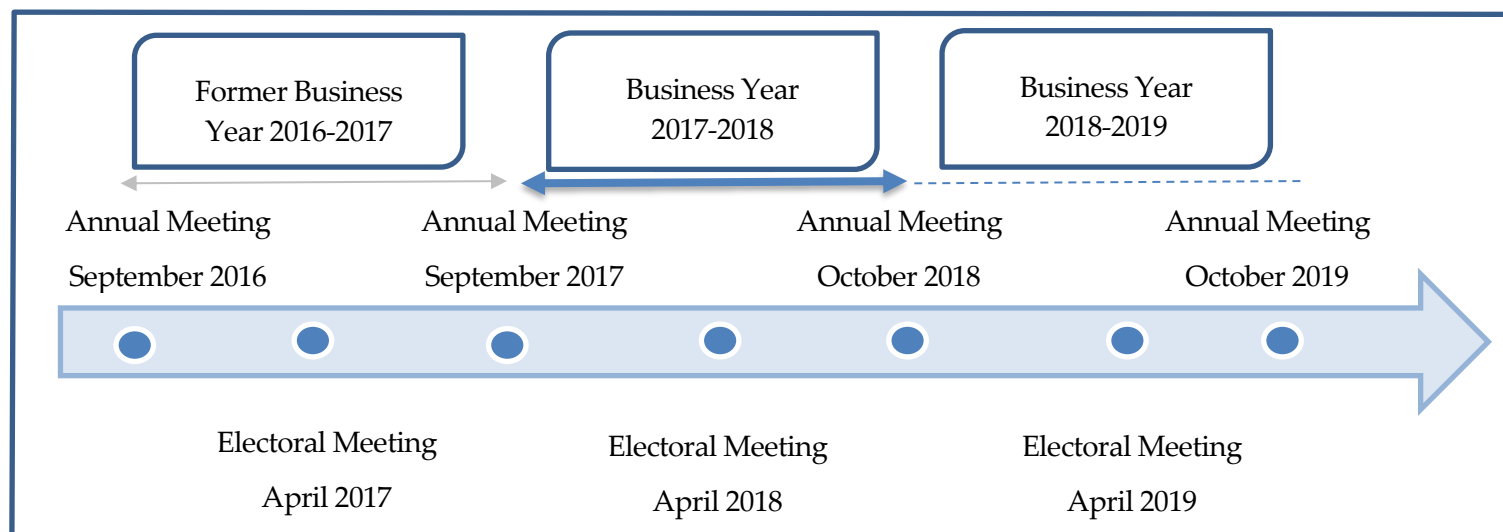 Former Business
Year 2016-2017
Business Year
2017-2018
Business Year
2018-2019
Annual Meeting
September 2016
Annual Meeting
September 2017
Annual Meeting
October 2018
Annual Meeting
October 2019
Electoral Meeting
April 2017
Electoral Meeting
April 2018
Electoral Meeting
April 2019